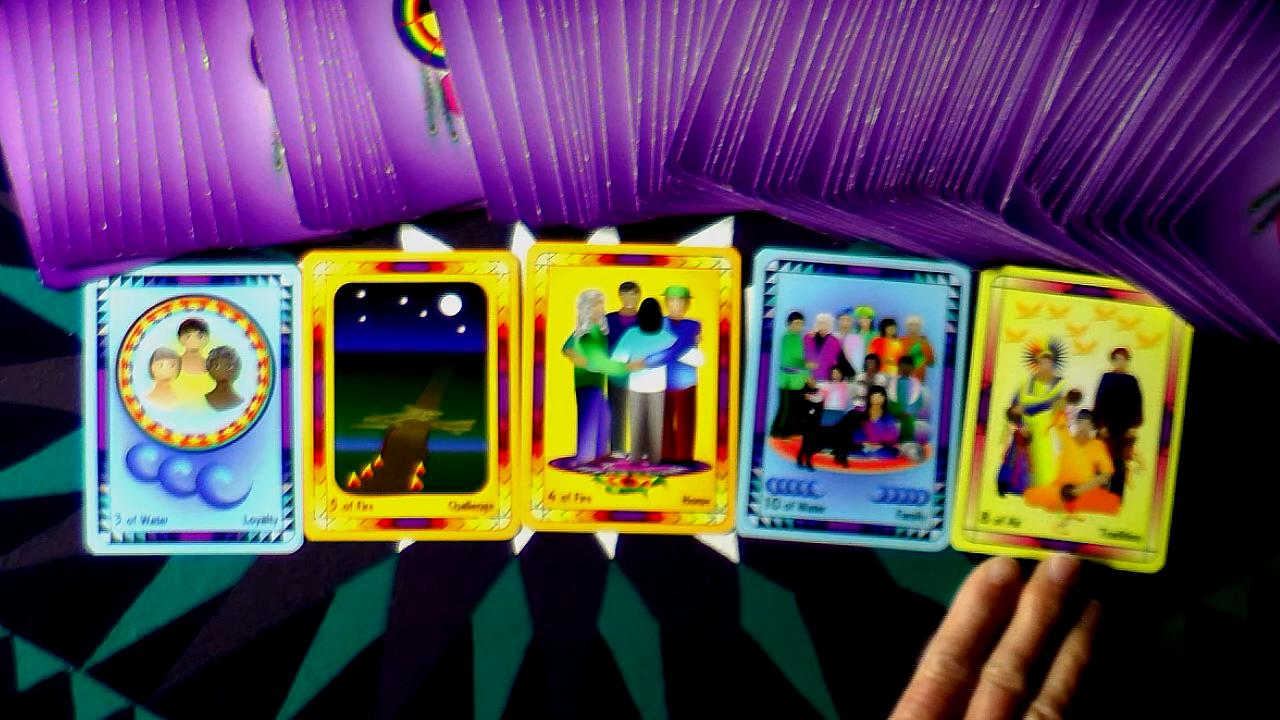 3 of Water Loyalty
5 of Fire Challenge
4 of Fire Home
10 of Water Family
8 of Air Tradition